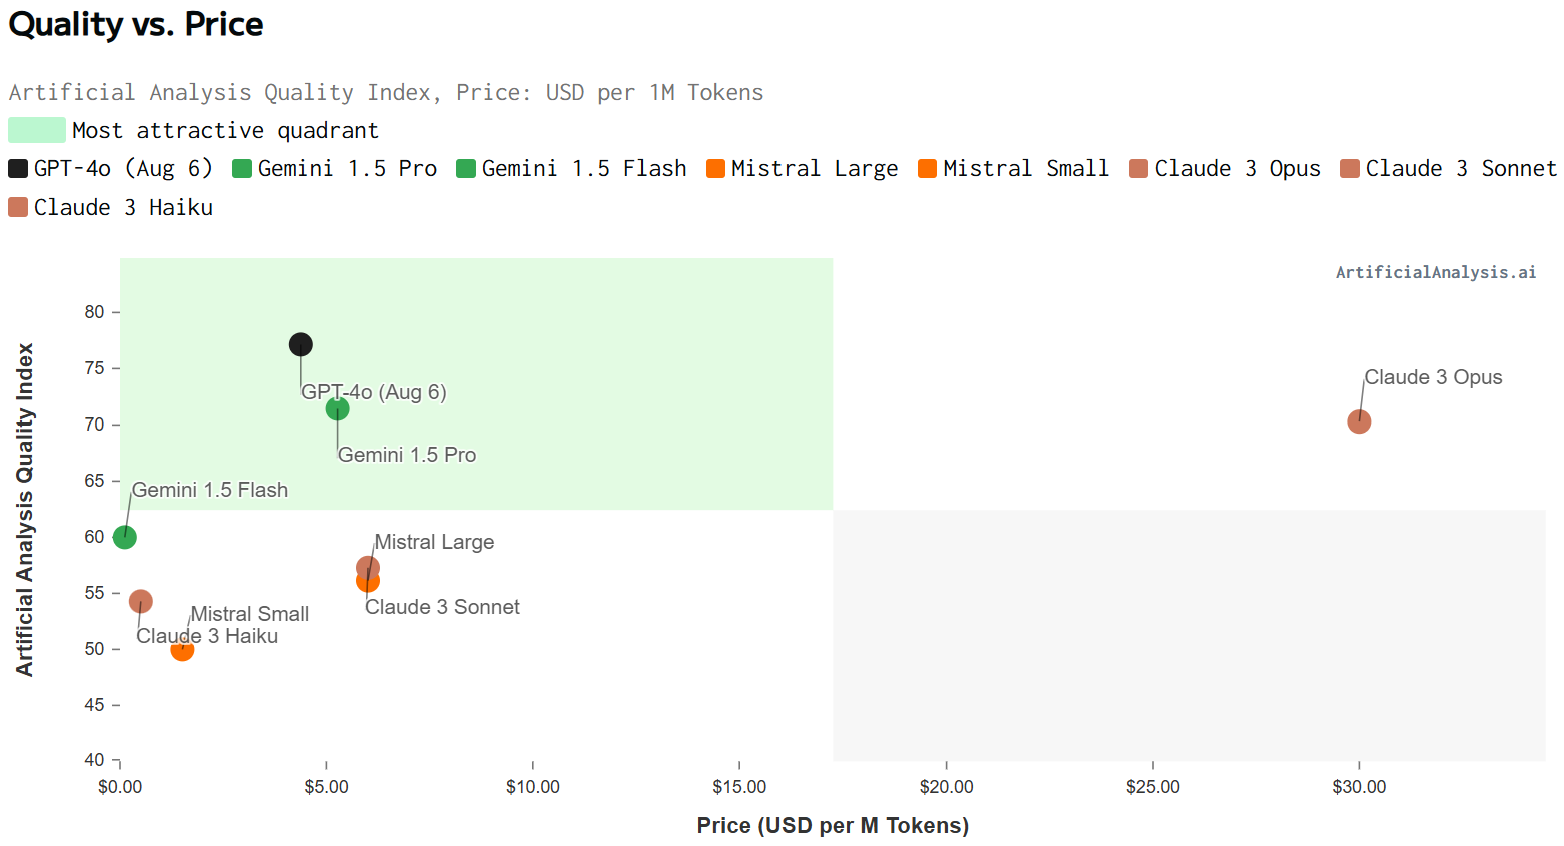 Quality vs. Price
Artificial Analysis Quality Index, Price: USD per 1M Tokens
Most attractive quadrant
GPT-4o (Aug 6) Gemini 1.5 Pro Gemini 1.5 Flash Mistral Large Mistral Small Claude 3 Opus Claude 3 Sonnet
Claude 3 Haiku
ArtificialAnalysis.ai
Artificial Analysis Quality Index
80
75
70
65
60
55
50
45
40
GPT-4o (Aug 6)
Gemini 1.5 Pro
Gemini 1.5 Flash
Claude 3 Opus
Mistral Large
Claude 3 Sonnet
Mistral Small
Claude 3 Haiku
$0.00 $5.00 $10.00 $15.00 $20.00 $25.00 $30.00
Price (USD per M Tokens)